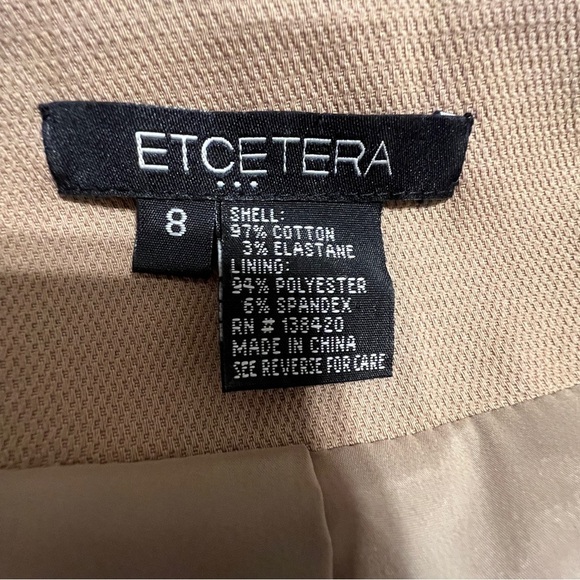 ETCETERA
8
SHELL:
97% COTTON
3% ELASTANE
LINING:
94% POLYESTER
6% SPANDEX
RN # 138420
MADE IN CHINA
SEE REVERSE FOR CARE